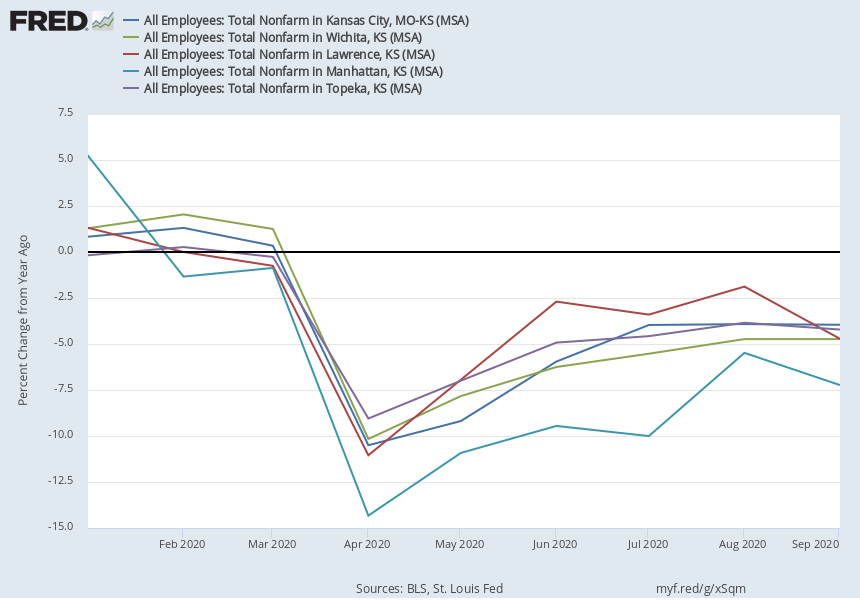 FRED
All Employees: Total Nonfarm in Kansas City, MO-KS (MSA)
All Employees: Total Nonfarm in Wichita, KS (MSA)
All Employees: Total Nonfarm in Lawrence, KS (MSA)
All Employees: Total Nonfarm in Manhattan, KS (MSA)
All Employees: Total Nonfarm in Topeka, KS (MSA)
Percent Change from Year Ago
7.5
5.0
2.5
0.0
-2.5
-5.0
-7.5
-10.0
-12.5
-15.0
Feb 2020 Mar 2020 Apr 2020 May 2020 Jun 2020 Jul 2020 Aug 2020 Sep 2020
Sources: BLS, St. Louis Fed myf.red/g/xSqm